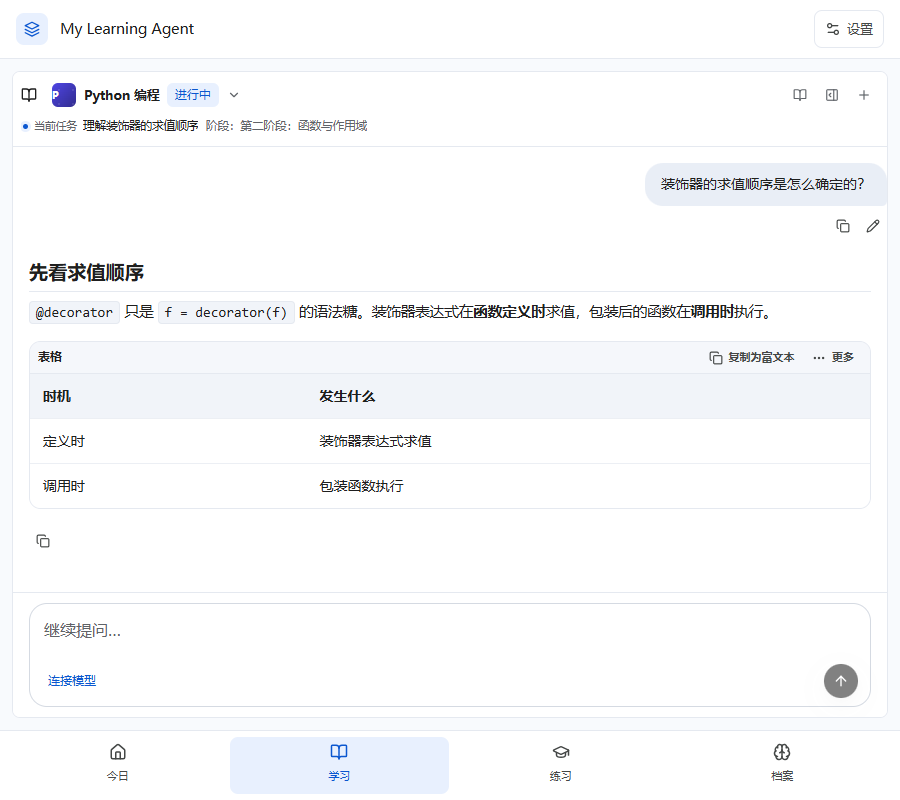 My Learning Agent
设置
P Python 编程 进行中
当前任务 理解装饰器的求值顺序 阶段：第二阶段：函数与作用域
装饰器的求值顺序是怎么确定的？
先看求值顺序
@decorator 只是 f = decorator(f) 的语法糖。装饰器表达式在函数定义时求值，包装后的函数在调用时执行。
表格 复制为富文本 ··· 更多
时机 发生什么
定义时 装饰器表达式求值
调用时 包装函数执行
继续提问...
连接模型
今日 学习 练习 档案